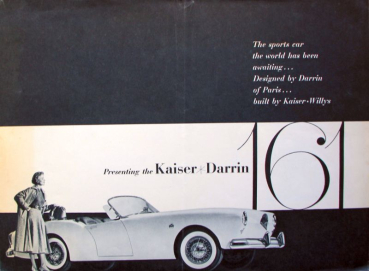 The sports car
the world has been
awaiting...
Designed by Darrin
of Paris...
built by Kaiser-Willys
Presenting the Kaiser-Darrin 161